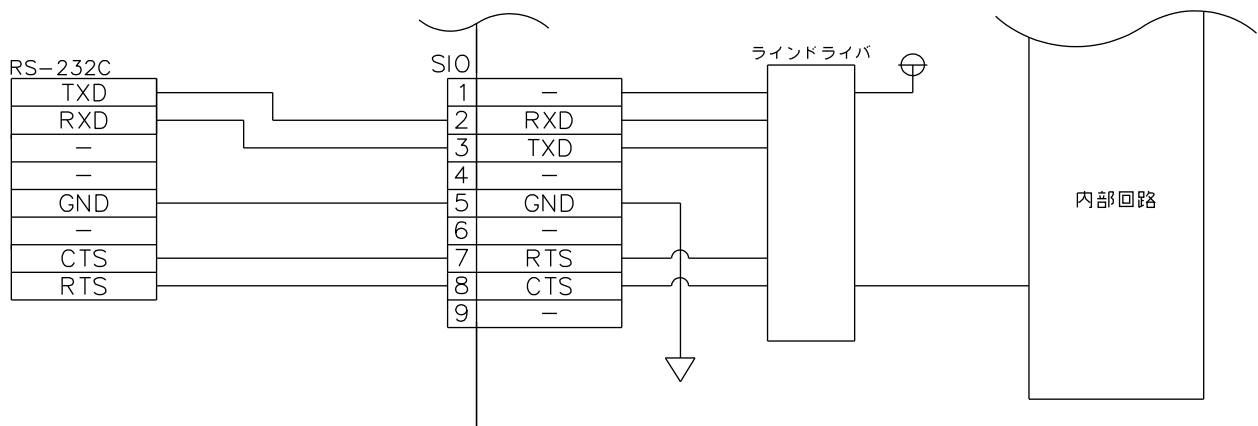 RS-232C
TXD
RXD
-
-
GND
-
CTS
RTS
SIO
1 -
2 RXD
3 TXD
4 -
5 GND
6 -
7 RTS
8 CTS
9 -
ラインドライバ
内部回路